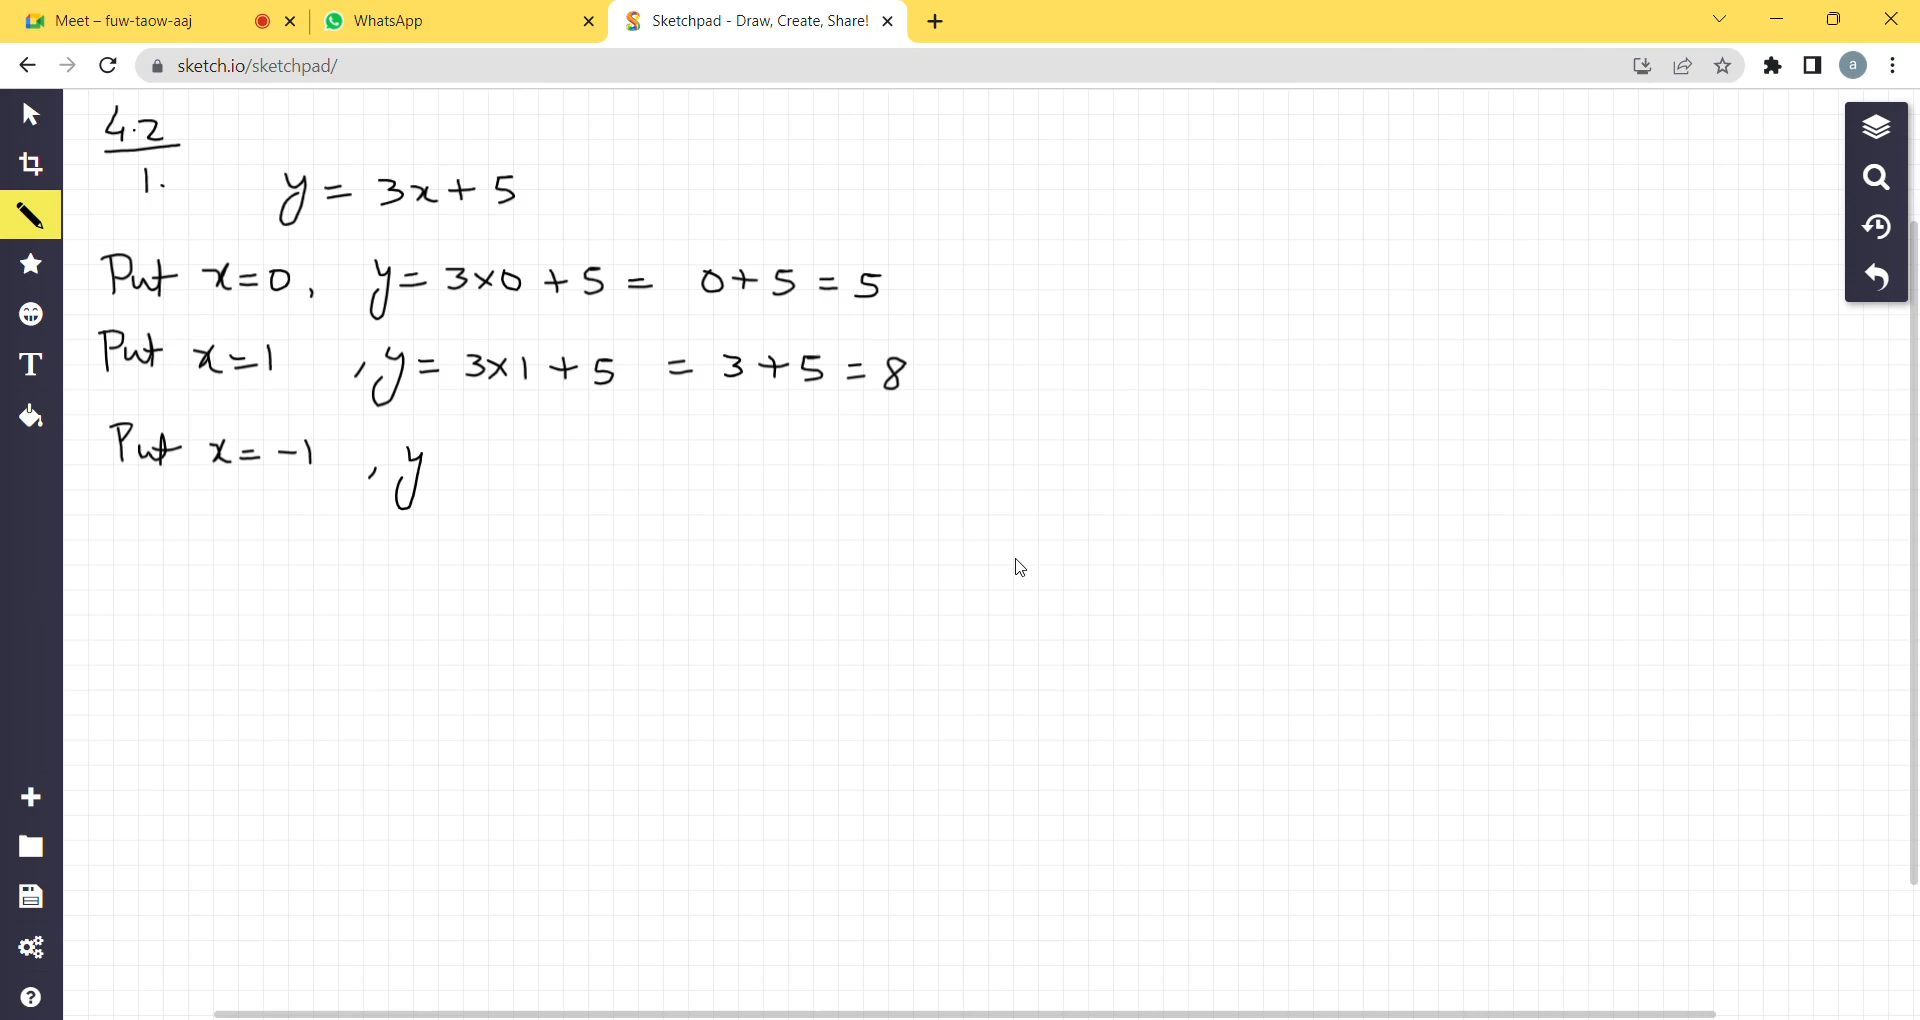 Meet – fuw-taow-aaj WhatsApp Sketchpad - Draw, Create, Share!
sketch.io/sketchpad/ a
4.2
1. y = 3x + 5
Put x=0, y = 3×0 + 5 = 0 + 5 = 5
Put x=1 , y = 3×1 + 5 = 3 + 5 = 8
Put x = -1 , y
T
?